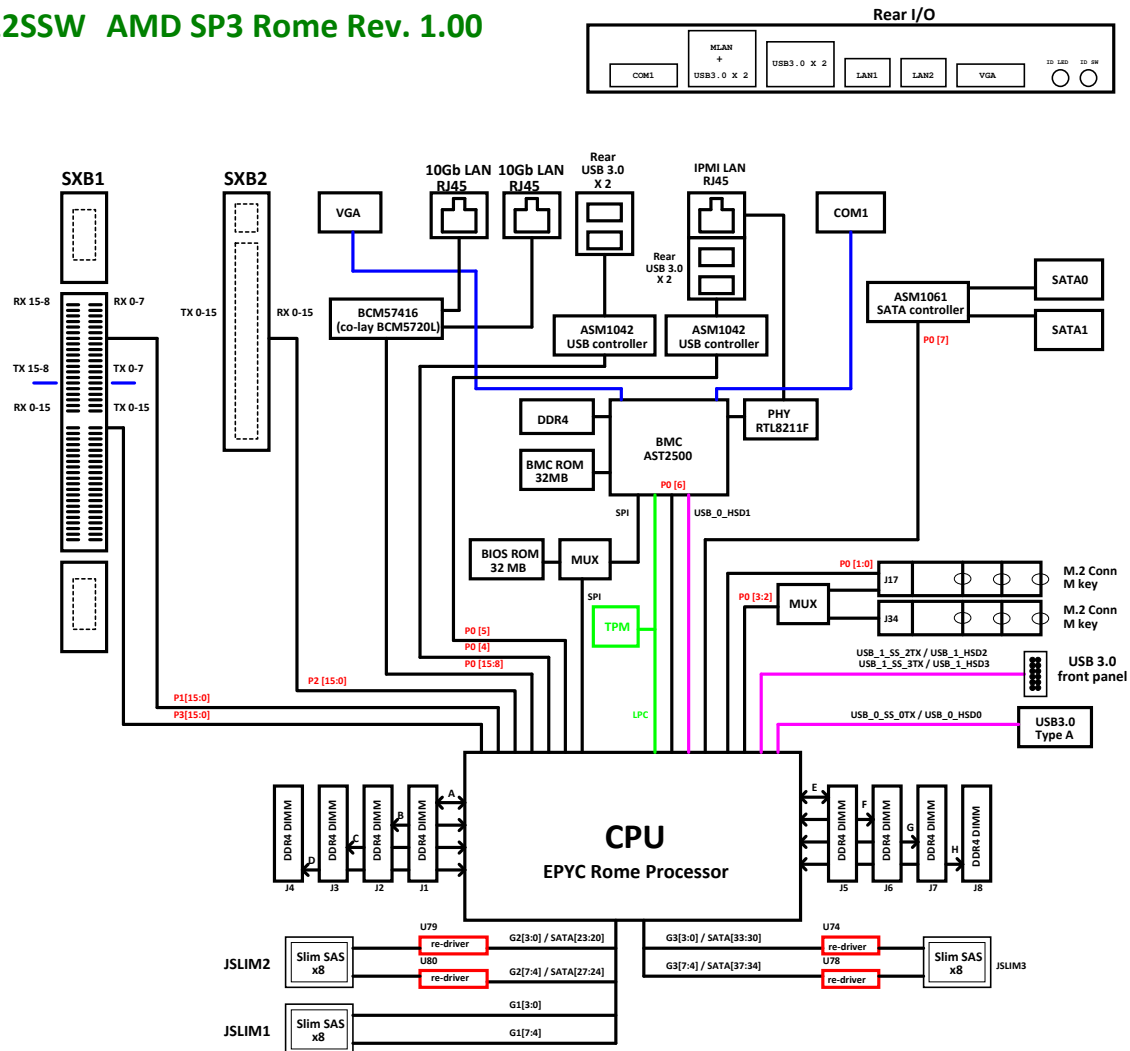 2SSW AMD SP3 Rome Rev. 1.00
Rear I/O
COM1
MLAN
+
USB3.0 X 2
USB3.0 X 2
LAN1
LAN2
VGA
ID LED
ID SW
SXB1
SXB2
VGA
10Gb LAN
RJ45
10Gb LAN
RJ45
Rear
USB 3.0
X 2
IPMI LAN
RJ45
Rear
USB 3.0
X 2
COM1
RX 15-8
RX 0-7
TX 0-15
RX 0-15
BCM57416
(co-lay BCM5720L)
ASM1042
USB controller
ASM1042
USB controller
ASM1061
SATA controller
SATA0
SATA1
P0 [7]
TX 15-8
TX 0-7
RX 0-15
TX 0-15
DDR4
BMC ROM
32MB
BMC
AST2500
P0 [6]
PHY
RTL8211F
SPI
USB_0_HSD1
BIOS ROM
32 MB
MUX
SPI
TPM
P0 [1:0]
J17
M.2 Conn
M key
P0 [3:2]
MUX
J34
M.2 Conn
M key
P0 [5]
P0 [4]
P0 [15:8]
USB_1_SS_2TX / USB_1_HSD2
USB_1_SS_3TX / USB_1_HSD3
USB 3.0
front panel
P2 [15:0]
P1[15:0]
P3[15:0]
LPC
USB_0_SS_0TX / USB_0_HSD0
USB3.0
Type A
DDR4 DIMM
DDR4 DIMM
DDR4 DIMM
DDR4 DIMM
A
B
C
D
J4
J3
J2
J1
CPU
EPYC Rome Processor
E
F
G
H
DDR4 DIMM
DDR4 DIMM
DDR4 DIMM
DDR4 DIMM
J5
J6
J7
J8
JSLIM2
Slim SAS
x8
U79
re-driver
G2[3:0] / SATA[23:20]
U80
re-driver
G2[7:4] / SATA[27:24]
G3[3:0] / SATA[33:30]
U74
re-driver
G3[7:4] / SATA[37:34]
U78
re-driver
Slim SAS
x8
JSLIM3
JSLIM1
Slim SAS
x8
G1[3:0]
G1[7:4]